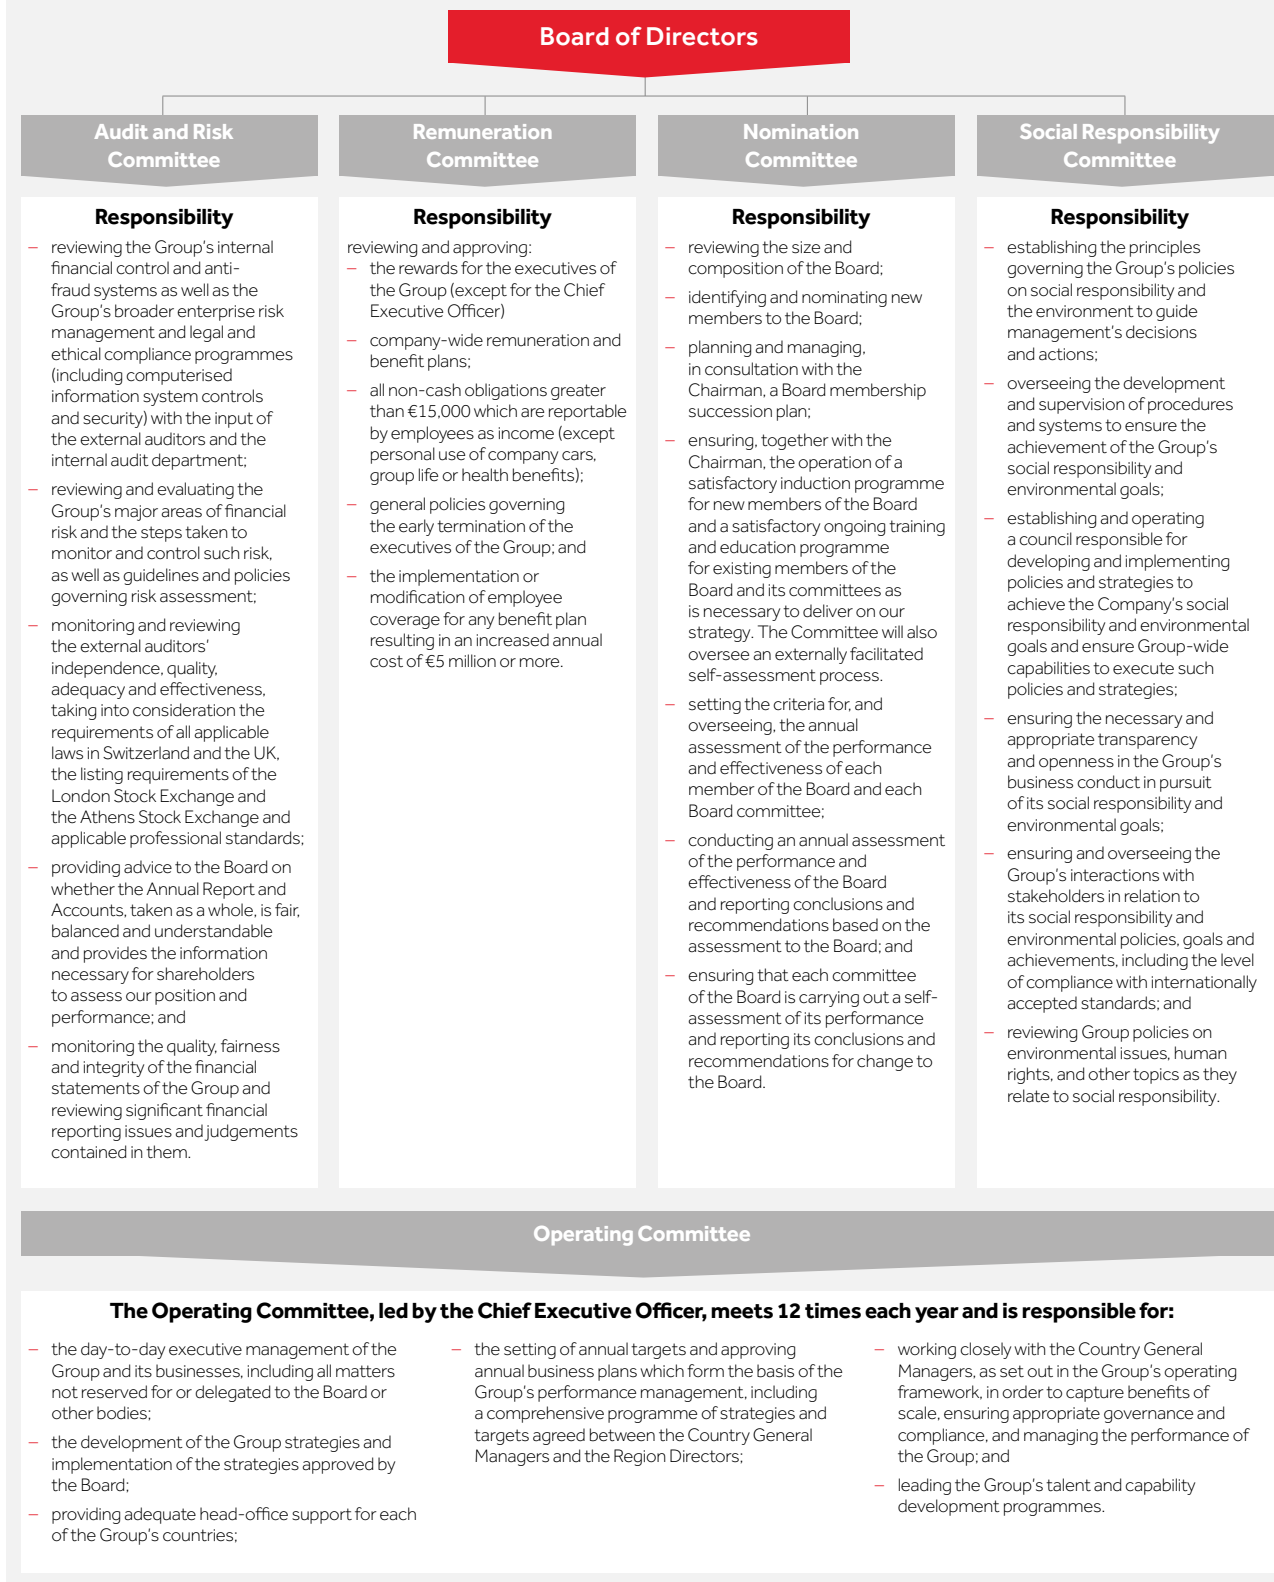 Board of Directors
Audit and Risk
Committee
Responsibility
– reviewing the Group's internal
financial control and anti-
fraud systems as well as the
Group's broader enterprise risk
management and legal and
ethical compliance programmes
(including computerised
information system controls
and security) with the input of
the external auditors and the
internal audit department;
– reviewing and evaluating the
Group's major areas of financial
risk and the steps taken to
monitor and control such risk,
as well as guidelines and policies
governing risk assessment;
– monitoring and reviewing
the external auditors'
independence, quality,
adequacy and effectiveness,
taking into consideration the
requirements of all applicable
laws in Switzerland and the UK,
the listing requirements of the
London Stock Exchange and
the Athens Stock Exchange and
applicable professional standards;
– providing advice to the Board on
whether the Annual Report and
Accounts, taken as a whole, is fair,
balanced and understandable
and provides the information
necessary for shareholders
to assess our position and
performance; and
– monitoring the quality, fairness
and integrity of the financial
statements of the Group and
reviewing significant financial
reporting issues and judgements
contained in them.
Remuneration
Committee
Responsibility
reviewing and approving:
– the rewards for the executives of
the Group (except for the Chief
Executive Officer)
– company-wide remuneration and
benefit plans;
– all non-cash obligations greater
than €15,000 which are reportable
by employees as income (except
personal use of company cars,
group life or health benefits);
– general policies governing
the early termination of the
executives of the Group; and
– the implementation or
modification of employee
coverage for any benefit plan
resulting in an increased annual
cost of €5 million or more.
Nomination
Committee
Responsibility
– reviewing the size and
composition of the Board;
– identifying and nominating new
members to the Board;
– planning and managing,
in consultation with the
Chairman, a Board membership
succession plan;
– ensuring, together with the
Chairman, the operation of a
satisfactory induction programme
for new members of the Board
and a satisfactory ongoing training
and education programme
for existing members of the
Board and its committees as
is necessary to deliver on our
strategy. The Committee will also
oversee an externally facilitated
self-assessment process.
– setting the criteria for, and
overseeing, the annual
assessment of the performance
and effectiveness of each
member of the Board and each
Board committee;
– conducting an annual assessment
of the performance and
effectiveness of the Board
and reporting conclusions and
recommendations based on the
assessment to the Board; and
– ensuring that each committee
of the Board is carrying out a self-
assessment of its performance
and reporting its conclusions and
recommendations for change to
the Board.
Social Responsibility
Committee
Responsibility
– establishing the principles
governing the Group's policies
on social responsibility and
the environment to guide
management's decisions
and actions;
– overseeing the development
and supervision of procedures
and systems to ensure the
achievement of the Group's
social responsibility and
environmental goals;
– establishing and operating
a council responsible for
developing and implementing
policies and strategies to
achieve the Company's social
responsibility and environmental
goals and ensure Group-wide
capabilities to execute such
policies and strategies;
– ensuring the necessary and
appropriate transparency
and openness in the Group's
business conduct in pursuit
of its social responsibility and
environmental goals;
– ensuring and overseeing the
Group's interactions with
stakeholders in relation to
its social responsibility and
environmental policies, goals and
achievements, including the level
of compliance with internationally
accepted standards; and
– reviewing Group policies on
environmental issues, human
rights, and other topics as they
relate to social responsibility.
Operating Committee
The Operating Committee, led by the Chief Executive Officer, meets 12 times each year and is responsible for:
– the day-to-day executive management of the
Group and its businesses, including all matters
not reserved for or delegated to the Board or
other bodies;
– the development of the Group strategies and
implementation of the strategies approved by
the Board;
– providing adequate head-office support for each
of the Group's countries;
– the setting of annual targets and approving
annual business plans which form the basis of the
Group's performance management, including
a comprehensive programme of strategies and
targets agreed between the Country General
Managers and the Region Directors;
– working closely with the Country General
Managers, as set out in the Group's operating
framework, in order to capture benefits of
scale, ensuring appropriate governance and
compliance, and managing the performance of
the Group; and
– leading the Group's talent and capability
development programmes.